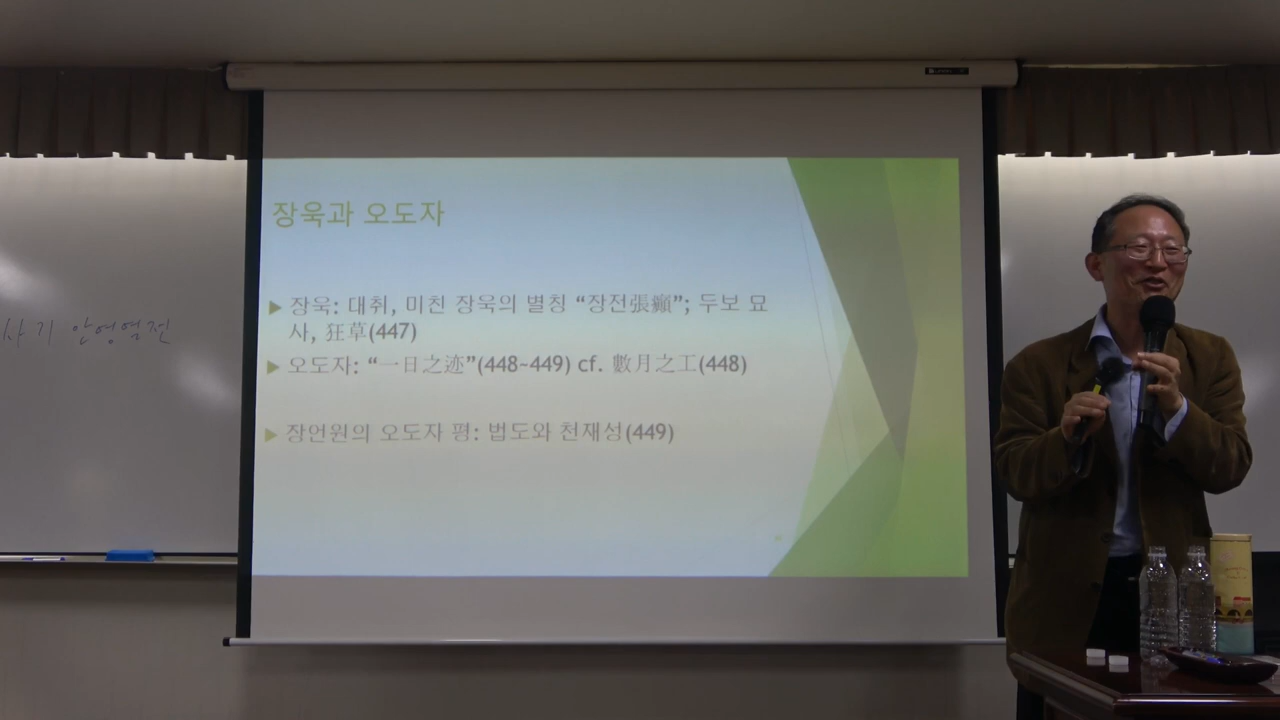 사기 안영열전
장욱과 오도자
▶ 장욱: 대취, 미친 장욱의 별칭 “장전張癲”; 두보 묘
사, 狂草(447)
▶ 오도자: “一日之迹”(448~449) cf. 數月之工(448)
▶ 장언원의 오도자 평: 법도와 천재성(449)